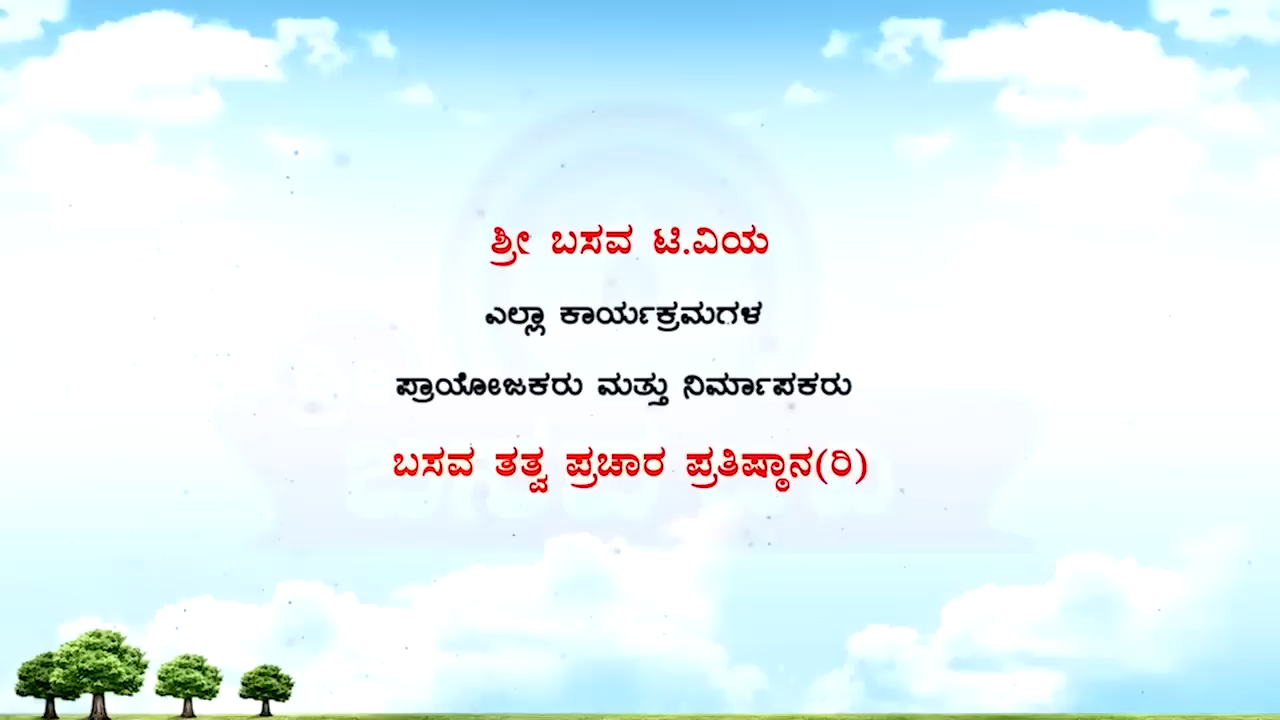 ಶ್ರೀ ಬಸವ ಟಿ.ವಿಯ
ಎಲ್ಲಾ ಕಾರ್ಯಕ್ರಮಗಳ
ಪ್ರಾಯೋಜಕರು ಮತ್ತು ನಿರ್ಮಾಪಕರು
ಬಸವ ತತ್ವ ಪ್ರಚಾರ ಪ್ರತಿಷ್ಠಾನ(ರಿ)